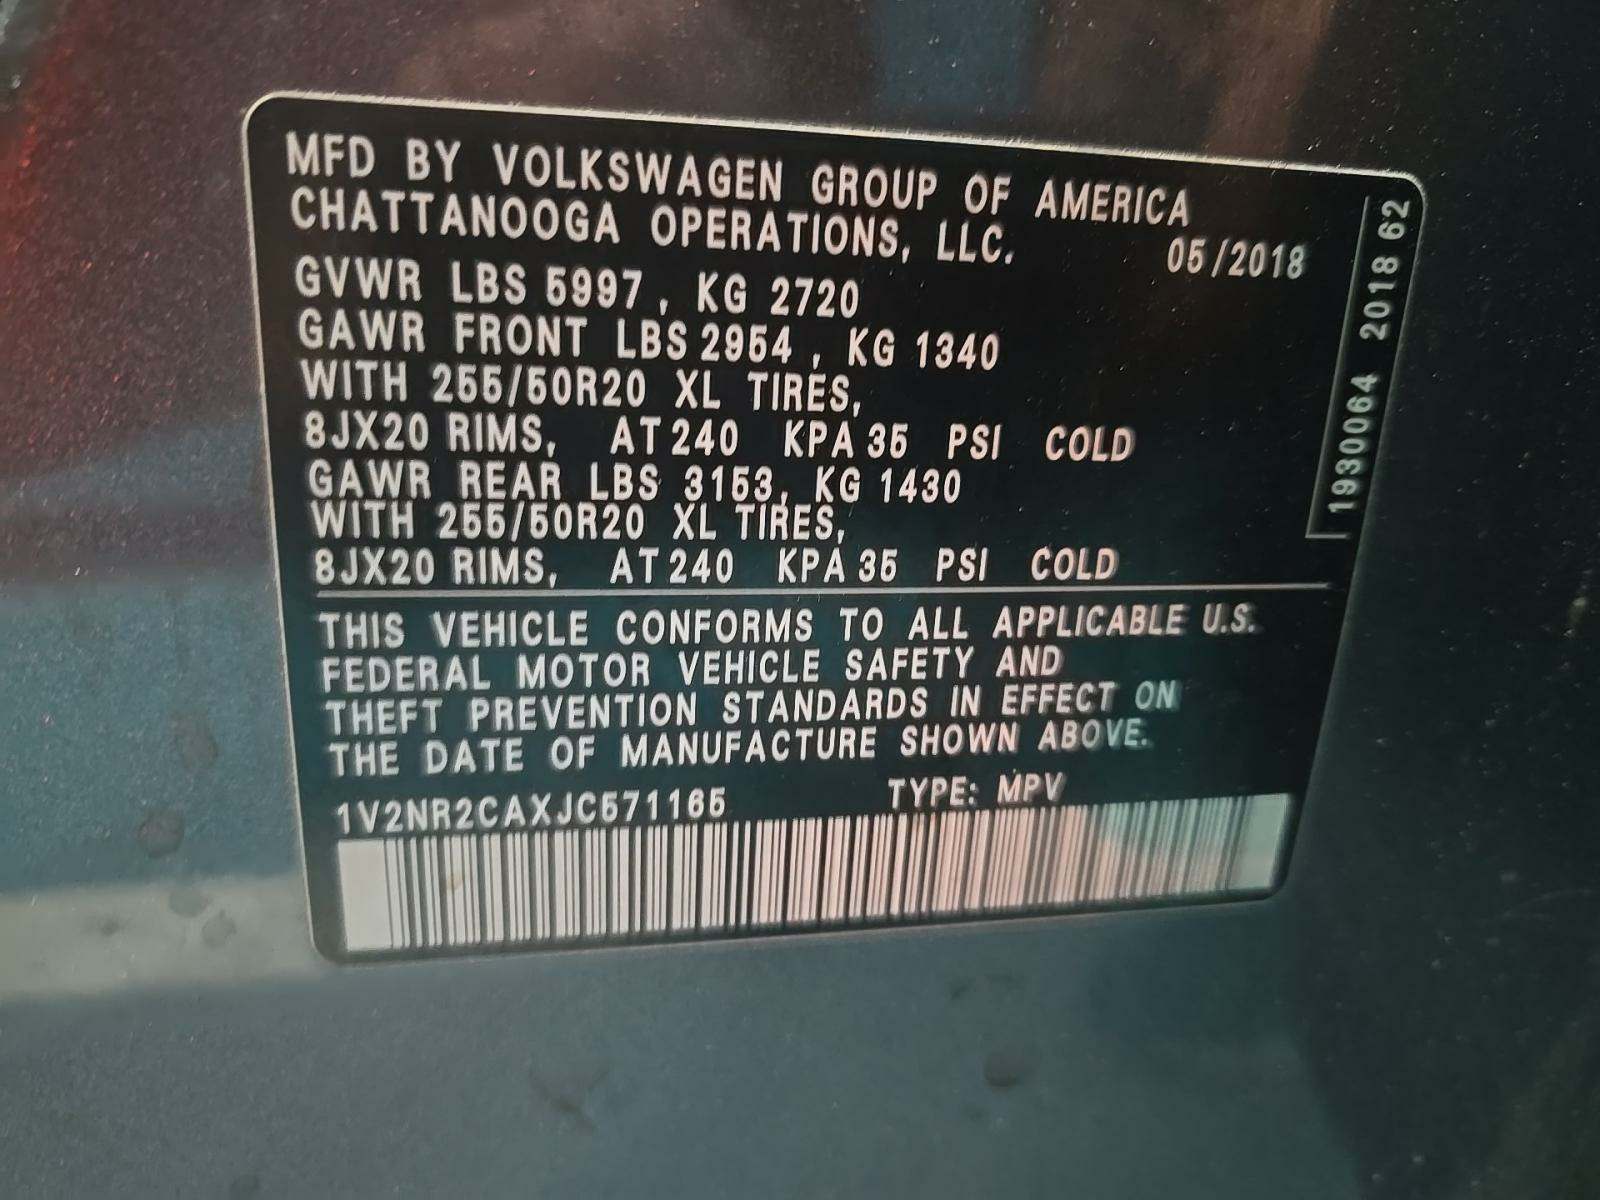 MFD BY VOLKSWAGEN GROUP OF AMERICA
CHATTANOOGA OPERATIONS, LLC. 05/2018
GVWR LBS 5997, KG 2720
GAWR FRONT LBS 2954, KG 1340
WITH 255/50R20 XL TIRES,
8JX20 RIMS, AT 240 KPA 35 PSI COLD
GAWR REAR LBS 3153, KG 1430
WITH 255/50R20 XL TIRES,
8JX20 RIMS, AT 240 KPA 35 PSI COLD
THIS VEHICLE CONFORMS TO ALL APPLICABLE U.S.
FEDERAL MOTOR VEHICLE SAFETY AND
THEFT PREVENTION STANDARDS IN EFFECT ON
THE DATE OF MANUFACTURE SHOWN ABOVE.
1V2NR2CAXJC571165 TYPE: MPV
1930064 2018 62